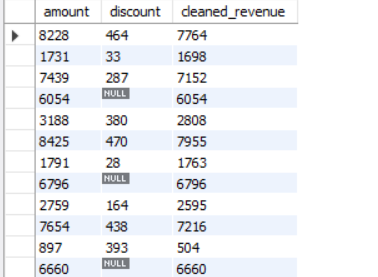 amount discount cleaned_revenue
8228 464 7764
1731 33 1698
7439 287 7152
6054 NULL 6054
3188 380 2808
8425 470 7955
1791 28 1763
6796 NULL 6796
2759 164 2595
7654 438 7216
897 393 504
6660 NULL 6660